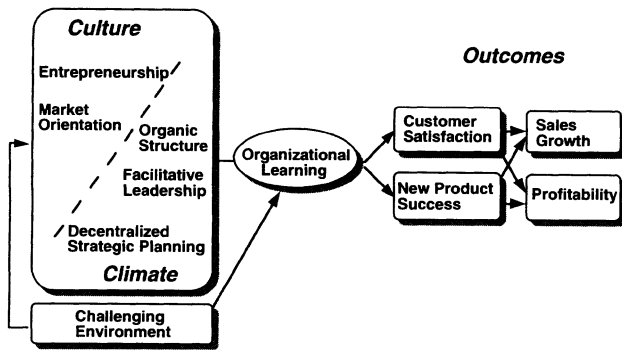 Culture
Entrepreneurship
Market
Orientation
Organic
Structure
Facilitative
Leadership
Decentralized
Strategic Planning
Climate
Challenging
Environment
Organizational
Learning
Outcomes
Customer
Satisfaction
New Product
Success
Sales
Growth
Profitability